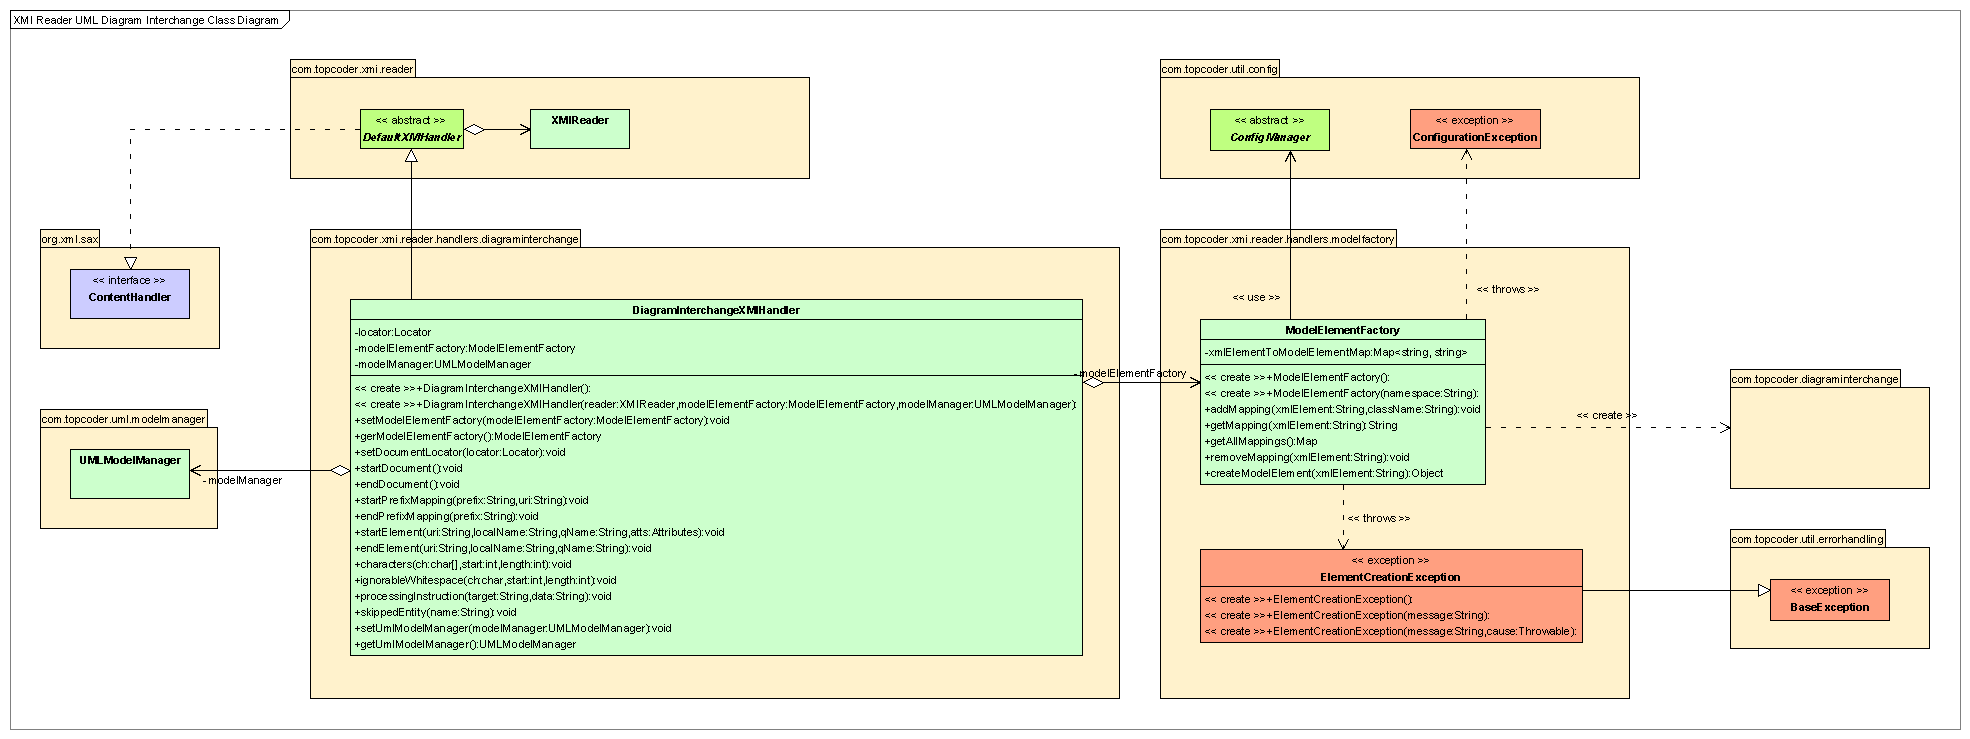 XMI Reader UML Diagram Interchange Class Diagram
com.topcoder.xmi.reader
<< abstract >>
DefaultXMIHandler
XMIReader
com.topcoder.util.config
<< abstract >>
ConfigManager
<< exception >>
ConfigurationException
org.xml.sax
<< interface >>
ContentHandler
com.topcoder.xmi.reader.handlers.diagraminterchange
DiagramInterchangeXMIHandler
-locator:Locator
-modelElementFactory:ModelElementFactory
-modelManager:UMLModelManager
<< create >>+DiagramInterchangeXMIHandler():
<< create >>+DiagramInterchangeXMIHandler(reader:XMIReader,modelElementFactory:ModelElementFactory,modelManager:UMLModelManager):
+setModelElementFactory(modelElementFactory:ModelElementFactory):void
+gerModelElementFactory():ModelElementFactory
+setDocumentLocator(locator:Locator):void
+startDocument():void
+endDocument():void
+startPrefixMapping(prefix:String,uri:String):void
+endPrefixMapping(prefix:String):void
+startElement(uri:String,localName:String,qName:String,atts:Attributes):void
+endElement(uri:String,localName:String,qName:String):void
+characters(ch:char[],start:int,length:int):void
+ignorableWhitespace(ch:char,start:int,length:int):void
+processingInstruction(target:String,data:String):void
+skippedEntity(name:String):void
+setUmlModelManager(modelManager:UMLModelManager):void
+getUmlModelManager():UMLModelManager
com.topcoder.uml.modelmanager
UMLModelManager
- modelManager
- modelElementFactory
com.topcoder.xmi.reader.handlers.modelfactory
<< use >>
<< throws >>
ModelElementFactory
-xmlElementToModelElementMap:Map<string, string>
<< create >>+ModelElementFactory():
<< create >>+ModelElementFactory(namespace:String):
+addMapping(xmlElement:String,className:String):void
+getMapping(xmlElement:String):String
+getAllMappings():Map
+removeMapping(xmlElement:String):void
+createModelElement(xmlElement:String):Object
<< create >>
com.topcoder.diagraminterchange
<< throws >>
<< exception >>
ElementCreationException
<< create >>+ElementCreationException():
<< create >>+ElementCreationException(message:String):
<< create >>+ElementCreationException(message:String,cause:Throwable):
com.topcoder.util.errorhandling
<< exception >>
BaseException